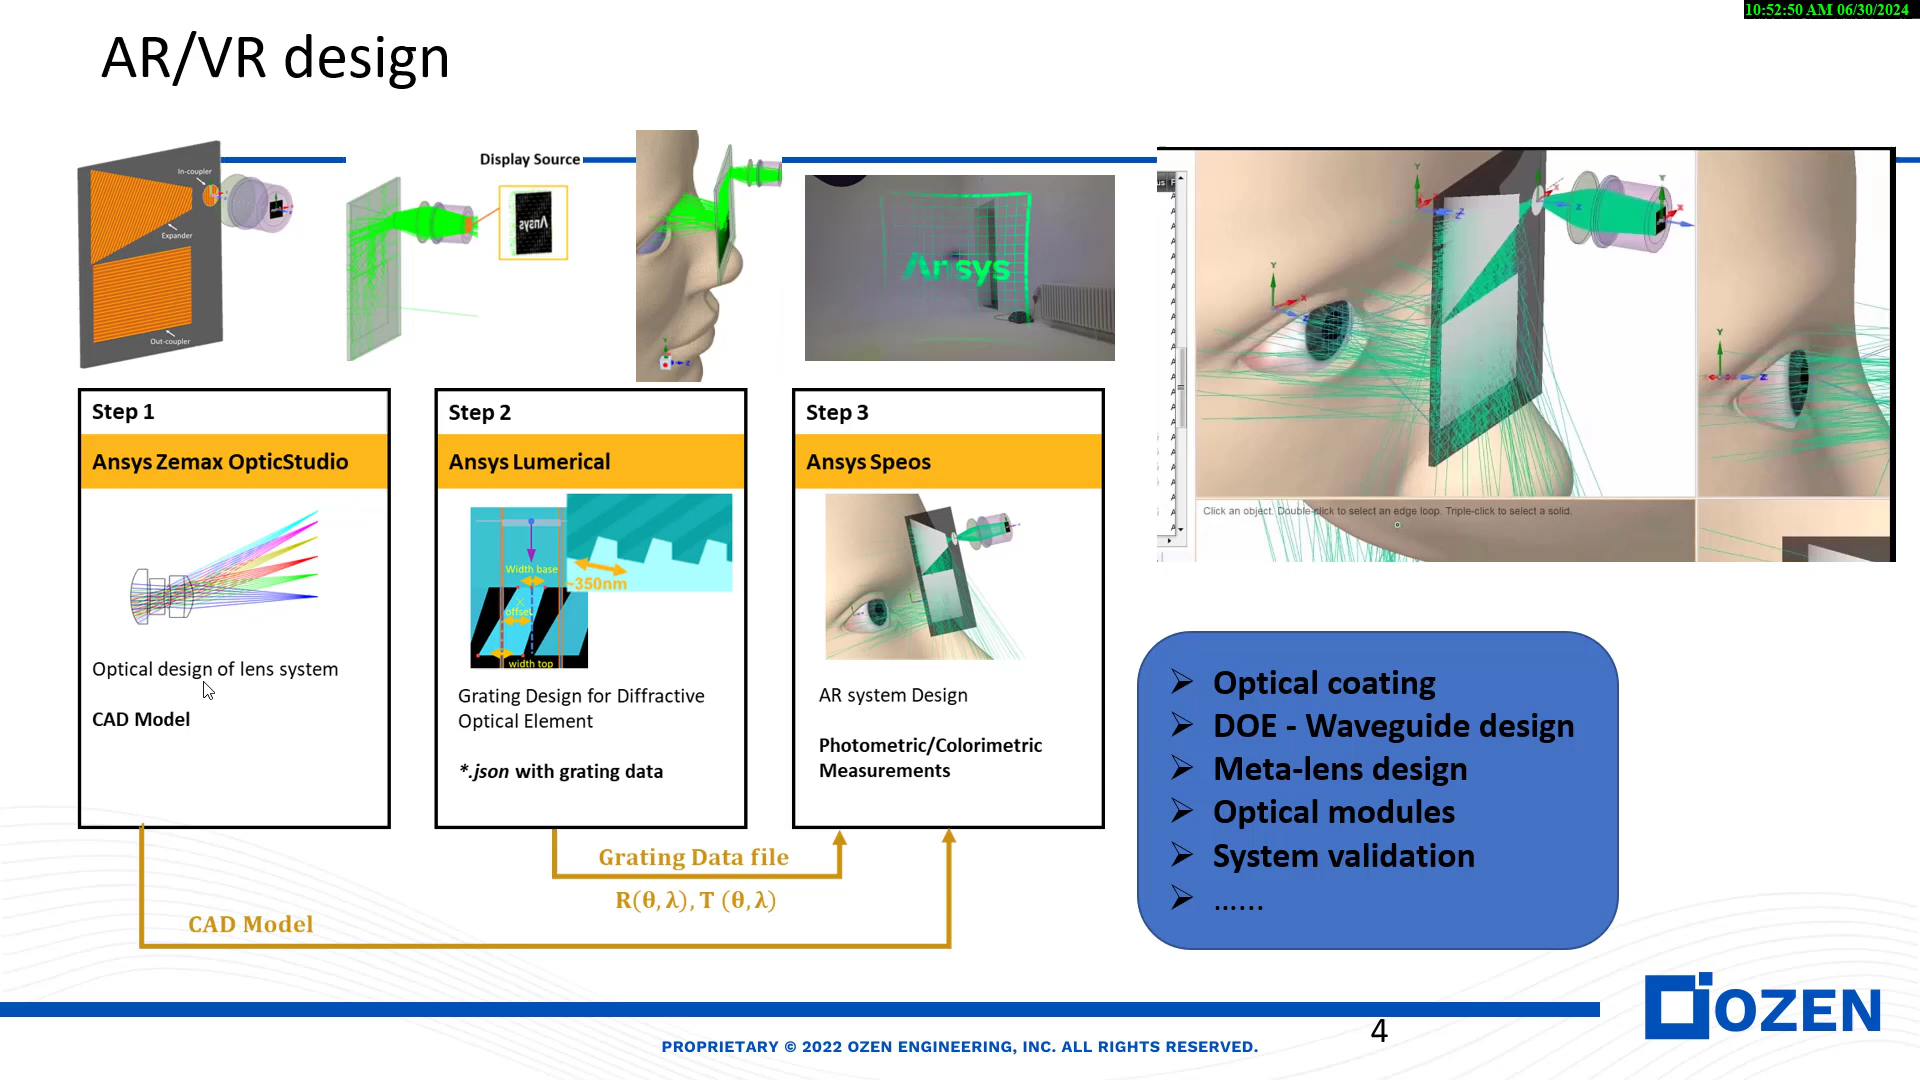 10:52:50 AM 06/30/2024
AR/VR design
In-coupler
Expander
Out-coupler
Display Source
Ansys
Ansys
Step 1
Ansys Zemax OpticStudio
Optical design of lens system
CAD Model
Step 2
Ansys Lumerical
Width base
~350nm
offset
width top
Grating Design for Diffractive
Optical Element
*.json with grating data
Step 3
Ansys Speos
AR system Design
Photometric/Colorimetric
Measurements
Grating Data file
R(θ,λ), T (θ,λ)
CAD Model
Y
X
Z
Y
X
Z
Y
X
Z
Y
Z
Click an object. Double-click to select an edge loop. Triple-click to select a solid.
➢ Optical coating
➢ DOE - Waveguide design
➢ Meta-lens design
➢ Optical modules
➢ System validation
➢ ......
OZEN
4
PROPRIETARY © 2022 OZEN ENGINEERING, INC. ALL RIGHTS RESERVED.